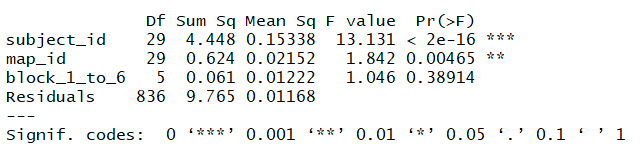 Df Sum Sq Mean Sq F value  Pr(>F)
subject_id   29  4.448 0.15338  13.131 < 2e-16 ***
map_id       29  0.624 0.02152   1.842 0.00465 **
block_1_to_6  5  0.061 0.01222   1.046 0.38914
Residuals   836  9.765 0.01168
---
Signif. codes:  0 ‘***’ 0.001 ‘**’ 0.01 ‘*’ 0.05 ‘.’ 0.1 ‘ ’ 1